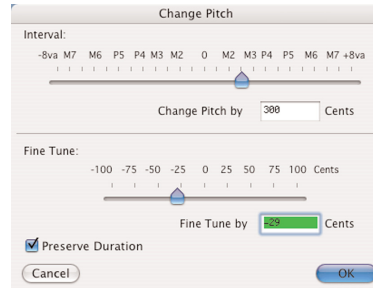 Change Pitch
Interval:
-8va M7 M6 P5 P4 M3 M2 0 M2 M3 P4 P5 M6 M7 +8va
Change Pitch by 300 Cents
Fine Tune:
-100 -75 -50 -25 0 25 50 75 100 Cents
Fine Tune by -29 Cents
Preserve Duration
Cancel OK